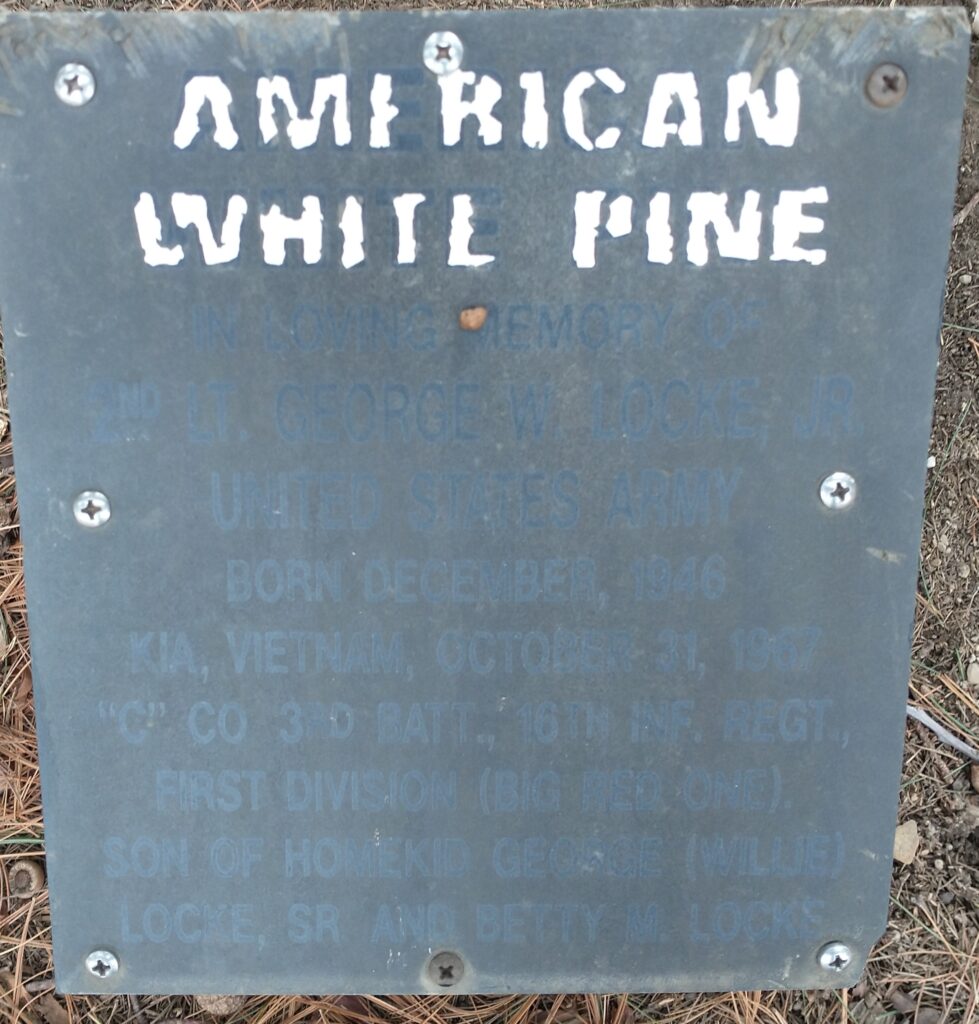 AMERICAN
WHITE PINE
IN LOVING MEMORY OF
2ND LT. GEORGE W. LOCKE, JR.
UNITED STATES ARMY
BORN DECEMBER, 1946
KIA, VIETNAM, OCTOBER 31, 1967
"C" CO 3RD BATT., 16TH INF. REGT.,
FIRST DIVISION (BIG RED ONE).
SON OF HOMEKID GEORGE (WILLIE)
LOCKE, SR AND BETTY M. LOCKE